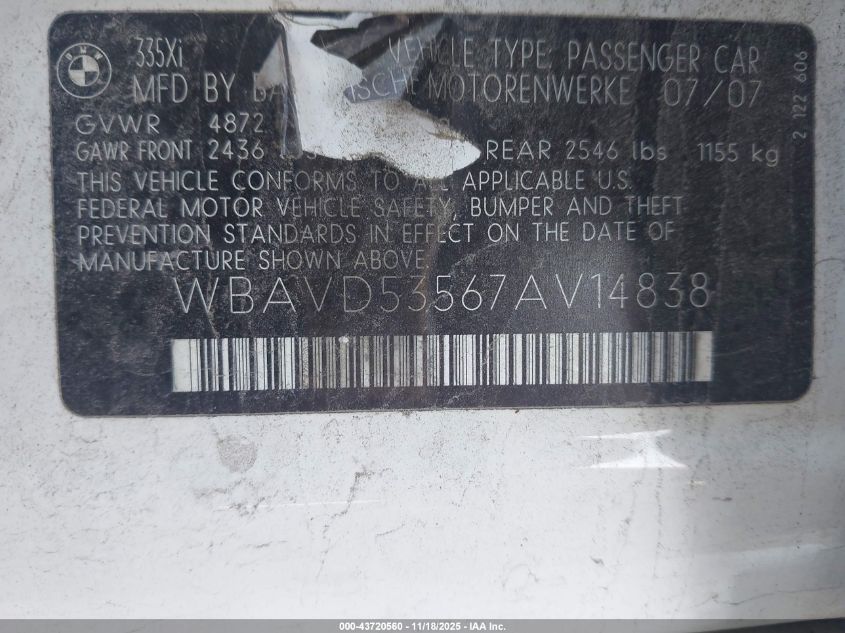 BMW
335Xi VEHICLE TYPE: PASSENGER CAR
MFD BY MOTORENWERKE 07/07
GVWR 4872
GAWR FRONT 2436 REAR 2546 lbs 1155 kg
THIS VEHICLE CONFORMS TO ALL APPLICABLE U.S.
FEDERAL MOTOR VEHICLE SAFETY, BUMPER AND THEFT
PREVENTION STANDARDS IN EFFECT ON THE DATE OF
MANUFACTURE SHOWN ABOVE.
WBAVD53567AV14838
2 122 606
000-43720560 - 11/18/2025 - IAA Inc.